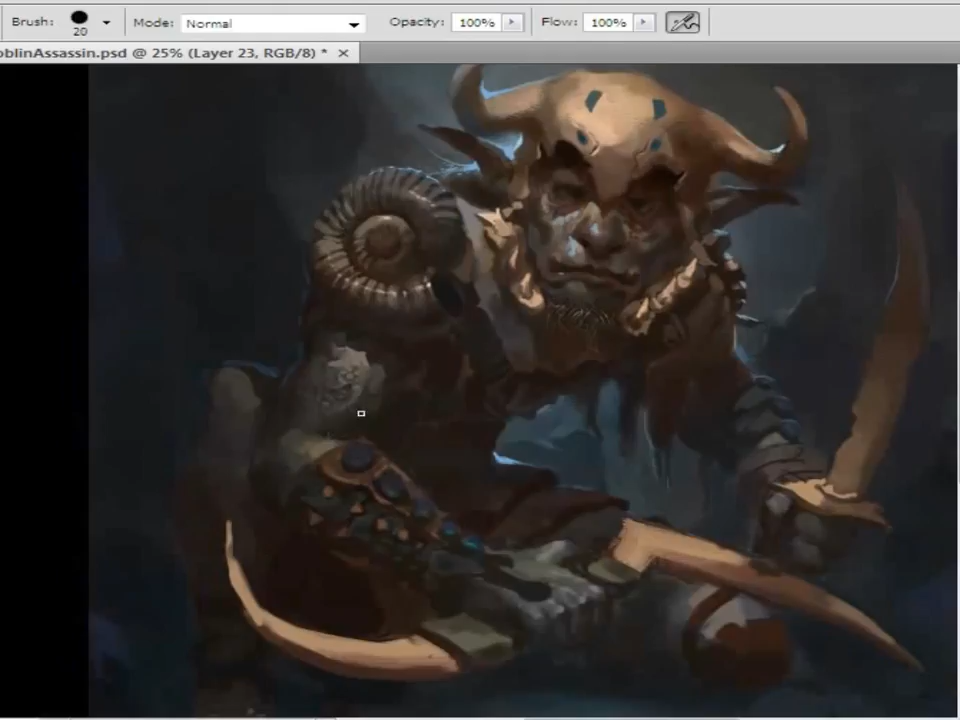 Brush: 20 Mode: Normal Opacity: 100% Flow: 100%
oblinAssassin.psd @ 25% (Layer 23, RGB/8) * ×